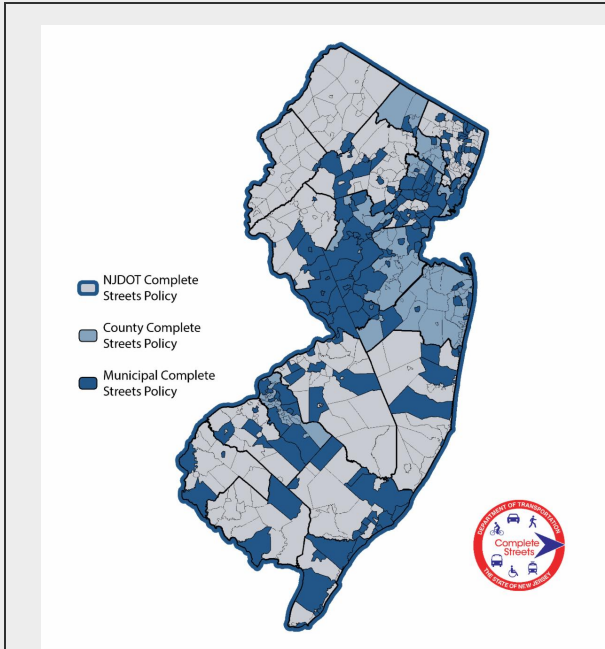 NJDOT Complete
Streets Policy
County Complete
Streets Policy
Municipal Complete
Streets Policy
DEPARTMENT OF TRANSPORTATION
Complete
Streets
THE STATE OF NEW JERSEY